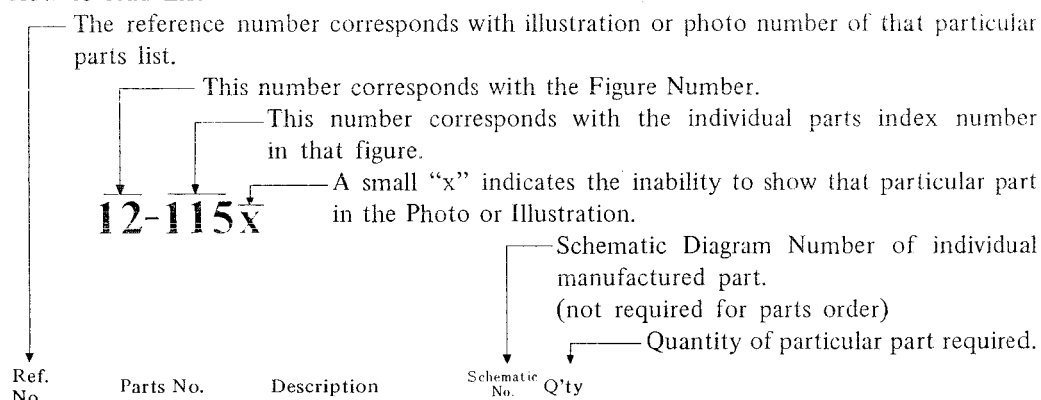 The reference number corresponds with illustration or photo number of that particular
parts list.
This number corresponds with the Figure Number.
This number corresponds with the individual parts index number
in that figure.
A small “x” indicates the inability to show that particular part
in the Photo or Illustration.
12-115x
Schematic Diagram Number of individual
manufactured part.
(not required for parts order)
Quantity of particular part required.
Ref. Parts No. Description Schematic Q'ty
No. No.